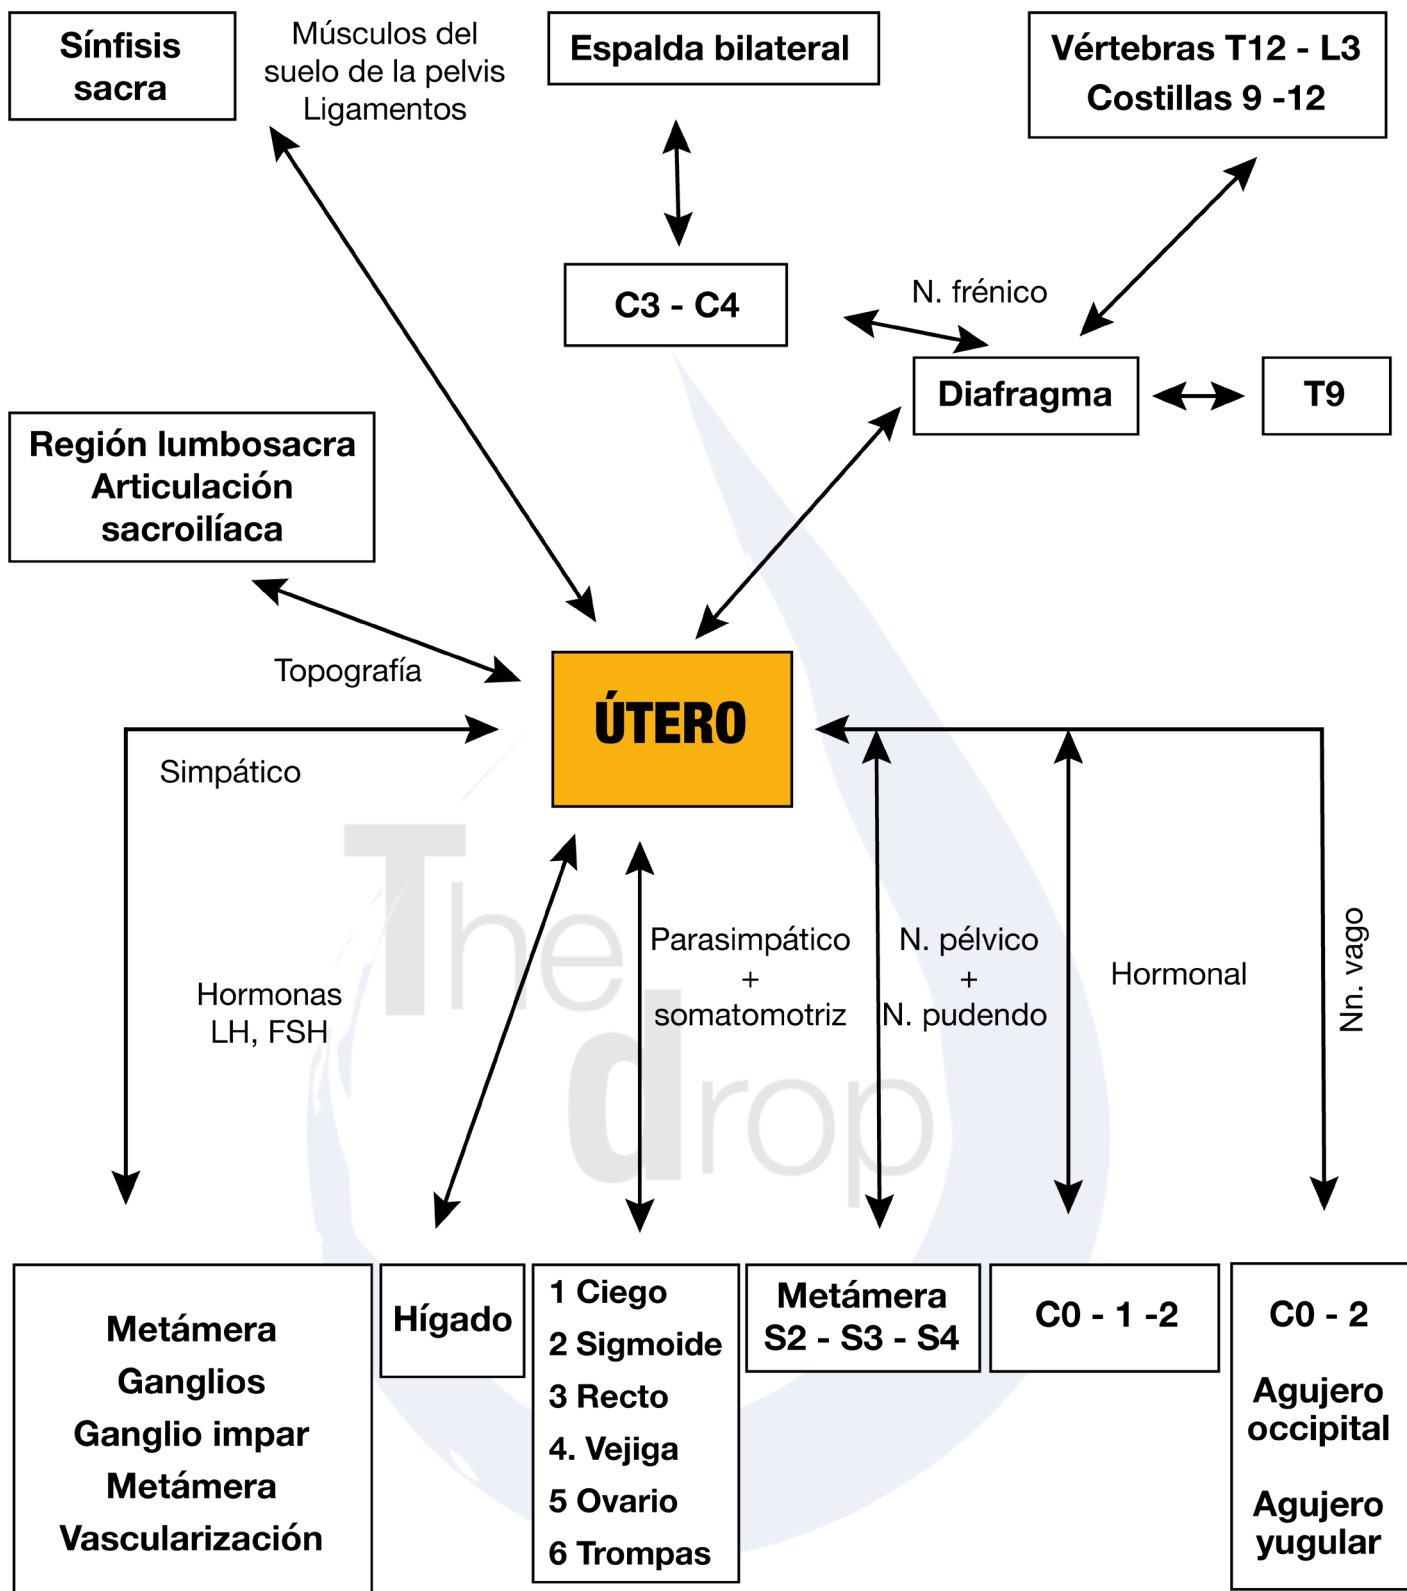 Sínfisis
sacra
Músculos del
suelo de la pelvis
Ligamentos
Espalda bilateral
Vértebras T12 - L3
Costillas 9 -12
C3 - C4
N. frénico
Diafragma
T9
Región lumbosacra
Articulación
sacroilíaca
Topografía
ÚTERO
Simpático
Hormonas
LH, FSH
Parasimpático
+
somatomotriz
N. pélvico
+
N. pudendo
Hormonal
Nn. vago
The
drop
Metámera
Ganglios
Ganglio impar
Metámera
Vascularización
Hígado
1 Ciego
2 Sigmoide
3 Recto
4. Vejiga
5 Ovario
6 Trompas
Metámera
S2 - S3 - S4
C0 - 1 -2
C0 - 2
Agujero
occipital
Agujero
yugular